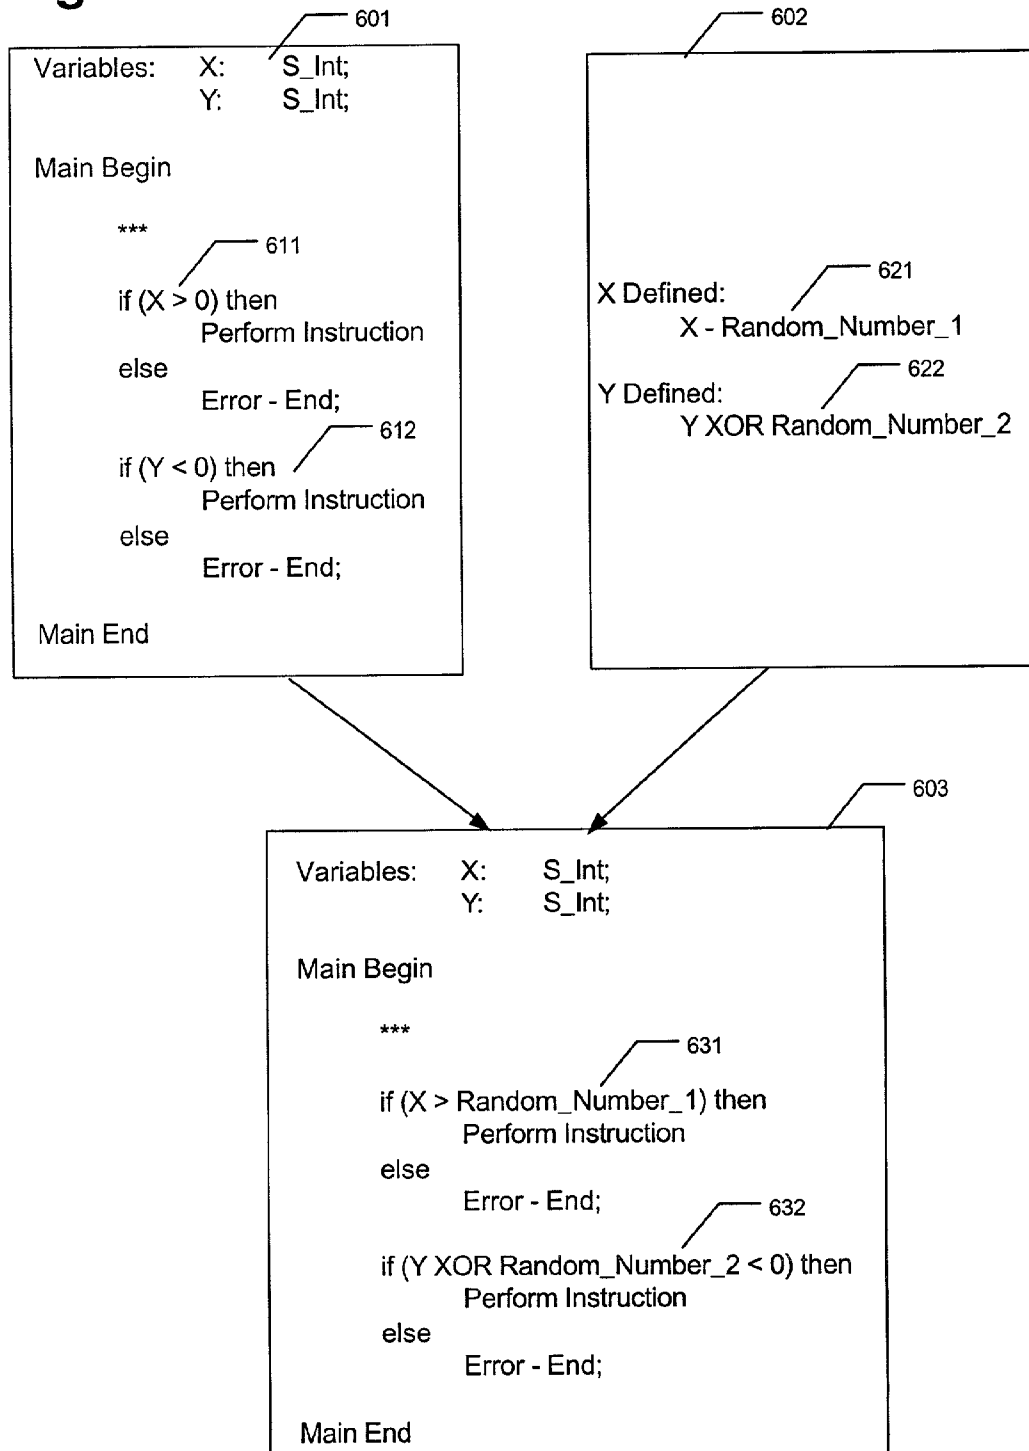 601
Variables: X: S_Int;
Y: S_Int;
Main Begin
***
611
if (X > 0) then
Perform Instruction
else
Error - End;
612
if (Y < 0) then
Perform Instruction
else
Error - End;
Main End
602
621
X Defined:
X - Random_Number_1
622
Y Defined:
Y XOR Random_Number_2
603
Variables: X: S_Int;
Y: S_Int;
Main Begin
***
631
if (X > Random_Number_1) then
Perform Instruction
else
Error - End;
632
if (Y XOR Random_Number_2 < 0) then
Perform Instruction
else
Error - End;
Main End